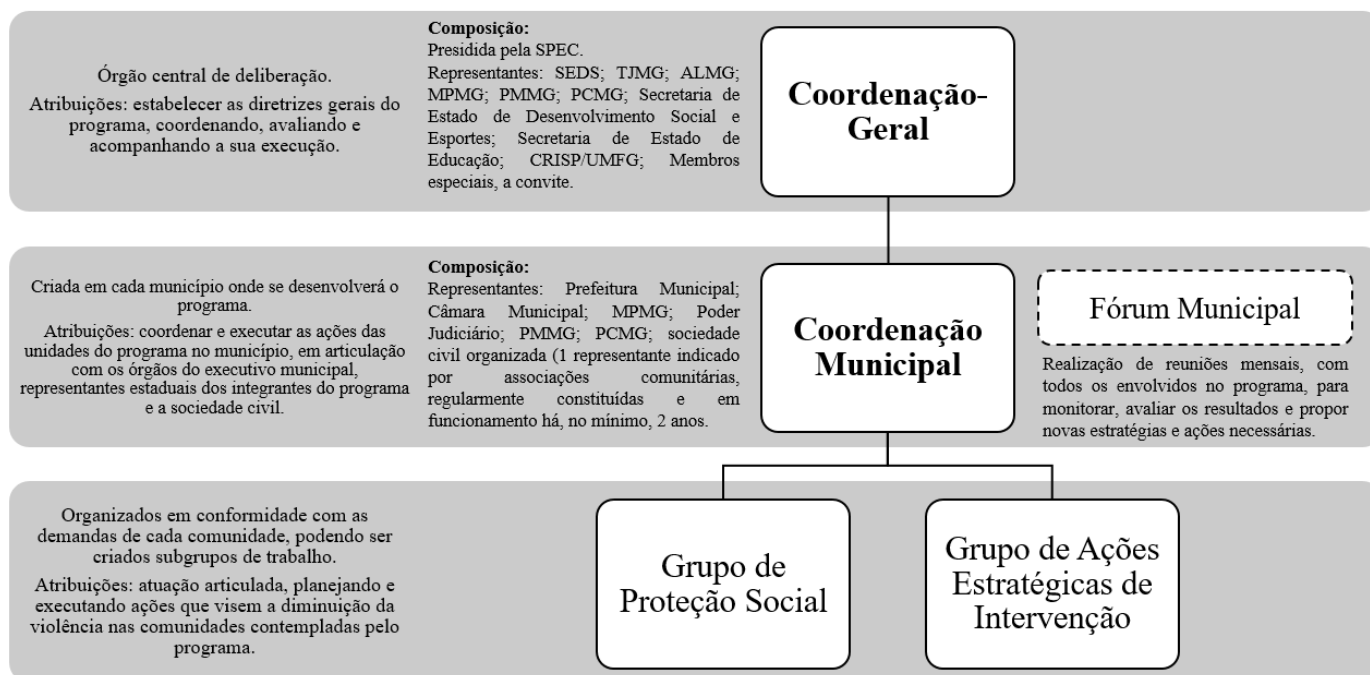 Órgão central de deliberação.
Atribuições: estabelecer as diretrizes gerais do
programa, coordenando, avaliando e
acompanhando a sua execução.
Composição:
Presidida pela SPEC.
Representantes: SEDS; TJMG; ALMG;
MPMG; PMMG; PCMG; Secretaria de
Estado de Desenvolvimento Social e
Esportes; Secretaria de Estado de
Educação; CRISP/UMFG; Membros
especiais, a convite.
Coordenação-
Geral
Criada em cada município onde se desenvolverá o
programa.
Atribuições: coordenar e executar as ações das
unidades do programa no município, em articulação
com os órgãos do executivo municipal,
representantes estaduais dos integrantes do programa
e a sociedade civil.
Composição:
Representantes: Prefeitura Municipal;
Câmara Municipal; MPMG; Poder
Judiciário; PMMG; PCMG; sociedade
civil organizada (1 representante indicado
por associações comunitárias,
regularmente constituídas e em
funcionamento há, no mínimo, 2 anos.
Coordenação
Municipal
Fórum Municipal
Realização de reuniões mensais, com
todos os envolvidos no programa, para
monitorar, avaliar os resultados e propor
novas estratégias e ações necessárias.
Organizados em conformidade com as
demandas de cada comunidade, podendo ser
criados subgrupos de trabalho.
Atribuições: atuação articulada, planejando e
executando ações que visem a diminuição da
violência nas comunidades contempladas pelo
programa.
Grupo de
Proteção Social
Grupo de Ações
Estratégicas de
Intervenção